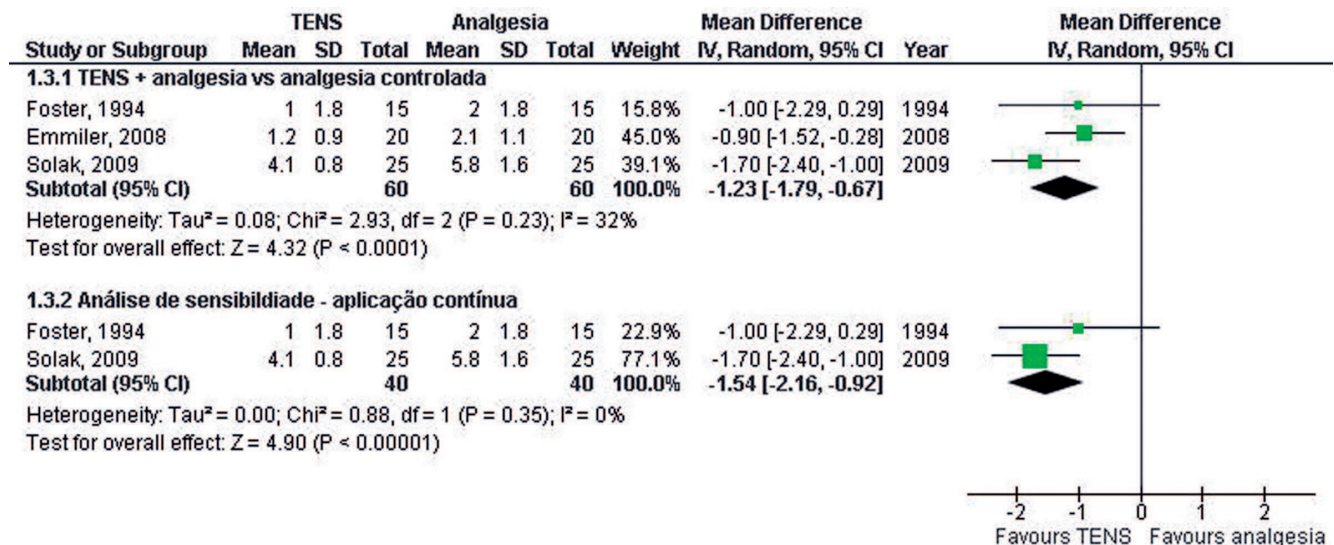 TENS Analgesia Mean Difference Mean Difference
Study or Subgroup Mean SD Total Mean SD Total Weight IV, Random, 95% CI Year IV, Random, 95% CI
1.3.1 TENS + analgesia vs analgesia controlada
Foster, 1994 1 1.8 15 2 1.8 15 15.8% -1.00 [-2.29, 0.29] 1994
Emmiler, 2008 1.2 0.9 20 2.1 1.1 20 45.0% -0.90 [-1.52, -0.28] 2008
Solak, 2009 4.1 0.8 25 5.8 1.6 25 39.1% -1.70 [-2.40, -1.00] 2009
Subtotal (95% CI) 60 60 100.0% -1.23 [-1.79, -0.67]
Heterogeneity: Tau² = 0.08; Chi² = 2.93, df = 2 (P = 0.23); I² = 32%
Test for overall effect: Z = 4.32 (P < 0.0001)
1.3.2 Análise de sensibildiade - aplicação contínua
Foster, 1994 1 1.8 15 2 1.8 15 22.9% -1.00 [-2.29, 0.29] 1994
Solak, 2009 4.1 0.8 25 5.8 1.6 25 77.1% -1.70 [-2.40, -1.00] 2009
Subtotal (95% CI) 40 40 100.0% -1.54 [-2.16, -0.92]
Heterogeneity: Tau² = 0.00; Chi² = 0.88, df = 1 (P = 0.35); I² = 0%
Test for overall effect: Z = 4.90 (P < 0.00001)
-2 -1 0 1 2
Favours TENS Favours analgesia